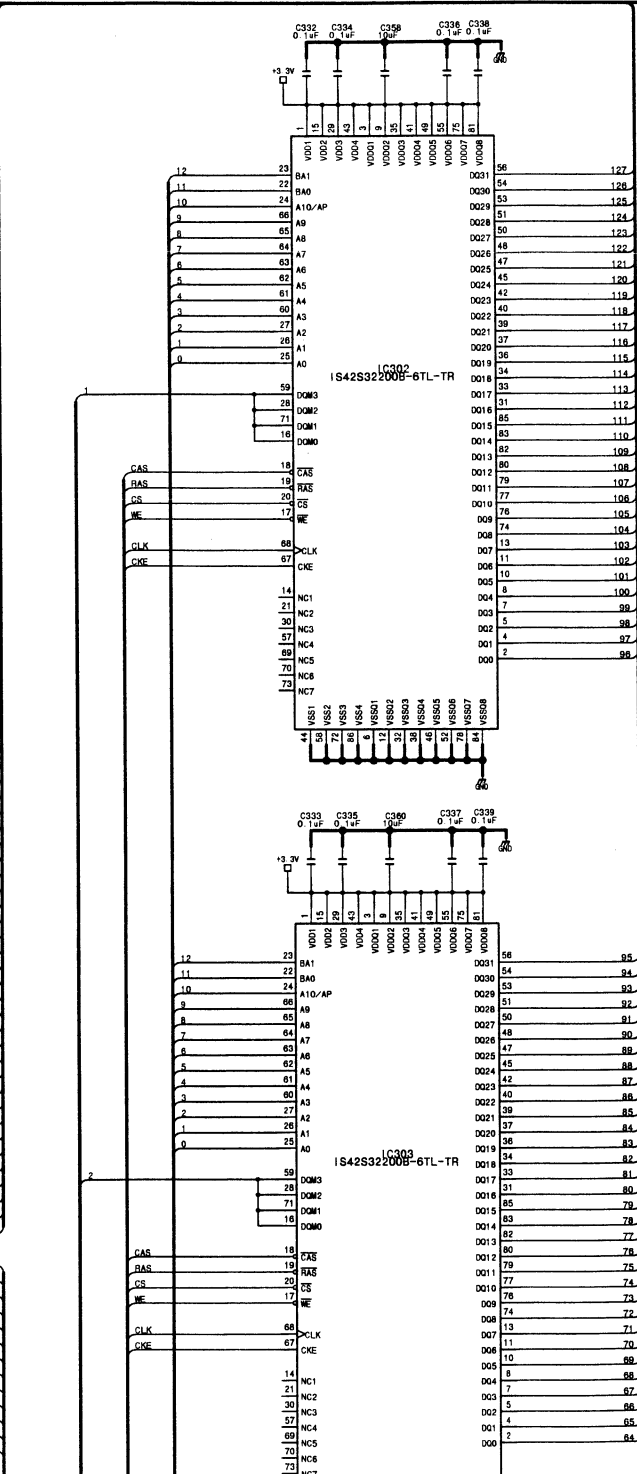 C332 C334 C358 C336 C338
0.1uF 0.1uF 10uF 0.1uF 0.1uF
GND
+3.3V
1 15 29 43 3 9 35 41 49 55 75 81
VDD1 VDD2 VDD3 VDD4 VDDQ1 VDDQ2 VDDQ3 VDDQ4 VDDQ5 VDDQ6 VDDQ7 VDDQ8
12 23 BA1
11 22 BA0
10 24 A10/AP
9 66 A9
8 65 A8
7 64 A7
6 63 A6
5 62 A5
4 61 A4
3 60 A3
2 27 A2
1 26 A1
0 25 A0
1 59 DQM3
28 DQM2
71 DQM1
16 DQM0
CAS 18 CAS
RAS 19 RAS
CS 20 CS
WE 17 WE
CLK 68 CLK
CKE 67 CKE
14 NC1
21 NC2
30 NC3
57 NC4
69 NC5
70 NC6
73 NC7
IC302
IS42S32200B-6TL-TR
DQ31 56 127
DQ30 54 126
DQ29 53 125
DQ28 51 124
DQ27 50 123
DQ26 48 122
DQ25 47 121
DQ24 45 120
DQ23 42 119
DQ22 40 118
DQ21 39 117
DQ20 37 116
DQ19 36 115
DQ18 34 114
DQ17 33 113
DQ16 31 112
DQ15 85 111
DQ14 83 110
DQ13 82 109
DQ12 80 108
DQ11 79 107
DQ10 77 106
DQ9 76 105
DQ8 74 104
DQ7 13 103
DQ6 11 102
DQ5 10 101
DQ4 8 100
DQ3 7 99
DQ2 5 98
DQ1 4 97
DQ0 2 96
VSS1 VSS2 VSS3 VSS4 VSSQ1 VSSQ2 VSSQ3 VSSQ4 VSSQ5 VSSQ6 VSSQ7 VSSQ8
44 58 72 86 6 12 32 38 46 52 78 84
GND
C333 C335 C360 C337 C339
0.1uF 0.1uF 10uF 0.1uF 0.1uF
GND
+3.3V
1 15 29 43 3 9 35 41 49 55 75 81
VDD1 VDD2 VDD3 VDD4 VDDQ1 VDDQ2 VDDQ3 VDDQ4 VDDQ5 VDDQ6 VDDQ7 VDDQ8
12 23 BA1
11 22 BA0
10 24 A10/AP
9 66 A9
8 65 A8
7 64 A7
6 63 A6
5 62 A5
4 61 A4
3 60 A3
2 27 A2
1 26 A1
0 25 A0
2 59 DQM3
28 DQM2
71 DQM1
16 DQM0
CAS 18 CAS
RAS 19 RAS
CS 20 CS
WE 17 WE
CLK 68 CLK
CKE 67 CKE
14 NC1
21 NC2
30 NC3
57 NC4
69 NC5
70 NC6
73 NC7
IC303
IS42S32200B-6TL-TR
DQ31 56 95
DQ30 54 94
DQ29 53 93
DQ28 51 92
DQ27 50 91
DQ26 48 90
DQ25 47 89
DQ24 45 88
DQ23 42 87
DQ22 40 86
DQ21 39 85
DQ20 37 84
DQ19 36 83
DQ18 34 82
DQ17 33 81
DQ16 31 80
DQ15 85 79
DQ14 83 78
DQ13 82 77
DQ12 80 76
DQ11 79 75
DQ10 77 74
DQ9 76 73
DQ8 74 72
DQ7 13 71
DQ6 11 70
DQ5 10 69
DQ4 8 68
DQ3 7 67
DQ2 5 66
DQ1 4 65
DQ0 2 64